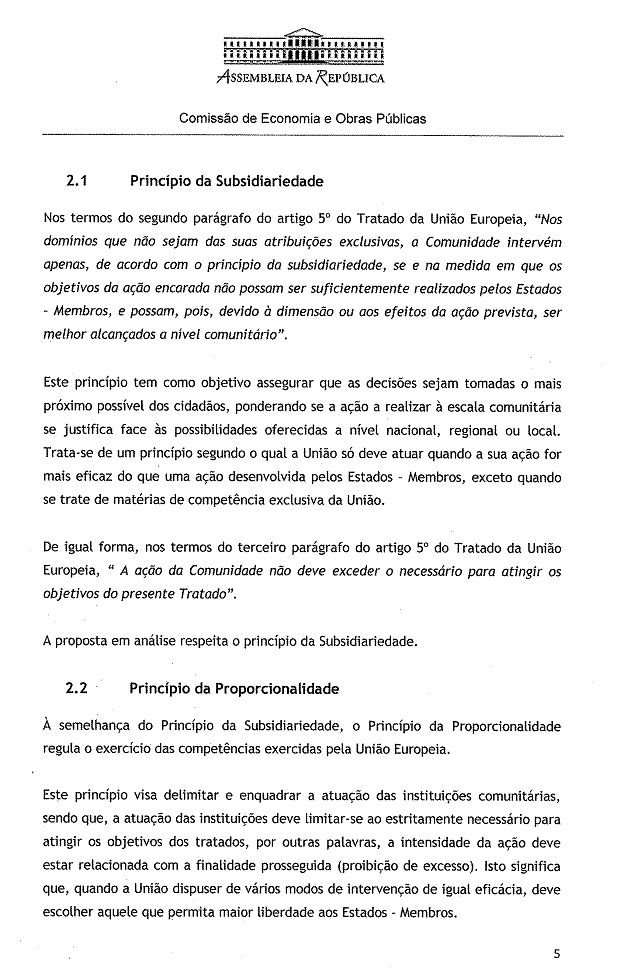 ASSEMBLEIA DA REPÚBLICA
Comissão de Economia e Obras Públicas
2.1 Princípio da Subsidiariedade
Nos termos do segundo parágrafo do artigo 5º do Tratado da União Europeia, “Nos
domínios que não sejam das suas atribuições exclusivas, a Comunidade intervém
apenas, de acordo com o princípio da subsidiariedade, se e na medida em que os
objetivos da ação encarada não possam ser suficientemente realizados pelos Estados
- Membros, e possam, pois, devido à dimensão ou aos efeitos da ação prevista, ser
melhor alcançados a nível comunitário”.
Este princípio tem como objetivo assegurar que as decisões sejam tomadas o mais
próximo possível dos cidadãos, ponderando se a ação a realizar à escala comunitária
se justifica face às possibilidades oferecidas a nível nacional, regional ou local.
Trata-se de um princípio segundo o qual a União só deve atuar quando a sua ação for
mais eficaz do que uma ação desenvolvida pelos Estados - Membros, exceto quando
se trate de matérias de competência exclusiva da União.
De igual forma, nos termos do terceiro parágrafo do artigo 5º do Tratado da União
Europeia, “ A ação da Comunidade não deve exceder o necessário para atingir os
objetivos do presente Tratado”.
A proposta em análise respeita o princípio da Subsidiariedade.
2.2 Princípio da Proporcionalidade
À semelhança do Princípio da Subsidiariedade, o Princípio da Proporcionalidade
regula o exercício das competências exercidas pela União Europeia.
Este princípio visa delimitar e enquadrar a atuação das instituições comunitárias,
sendo que, a atuação das instituições deve limitar-se ao estritamente necessário para
atingir os objetivos dos tratados, por outras palavras, a intensidade da ação deve
estar relacionada com a finalidade prosseguida (proibição de excesso). Isto significa
que, quando a União dispuser de vários modos de intervenção de igual eficácia, deve
escolher aquele que permita maior liberdade aos Estados - Membros.
5